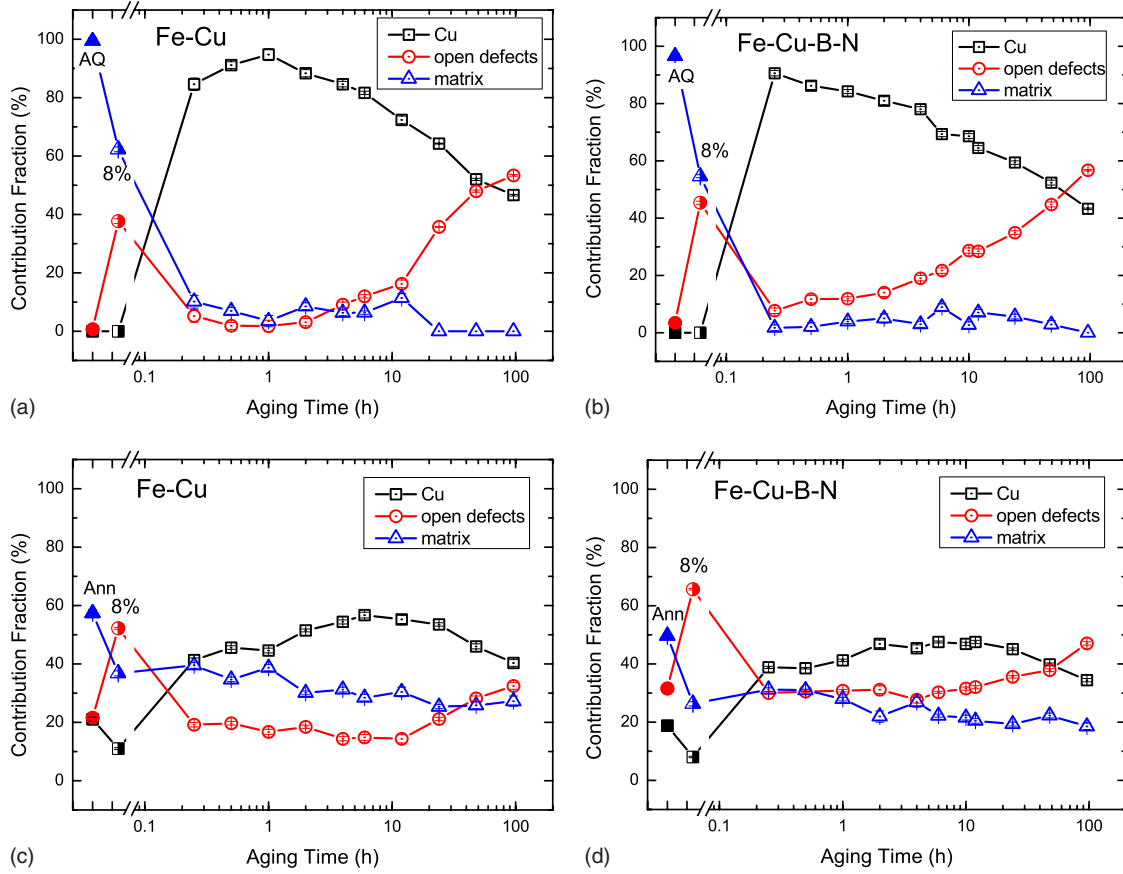 Fe-Cu
Cu
open defects
matrix
AQ
8%
100
80
60
40
20
0
0.1
1
10
100
Contribution Fraction (%)
Aging Time (h)
(a)
Fe-Cu-B-N
Cu
open defects
matrix
AQ
8%
100
80
60
40
20
0
0.1
1
10
100
Contribution Fraction (%)
Aging Time (h)
(b)
Fe-Cu
Cu
open defects
matrix
Ann
8%
100
80
60
40
20
0
0.1
1
10
100
Contribution Fraction (%)
Aging Time (h)
(c)
Fe-Cu-B-N
Cu
open defects
matrix
Ann
8%
100
80
60
40
20
0
0.1
1
10
100
Contribution Fraction (%)
Aging Time (h)
(d)